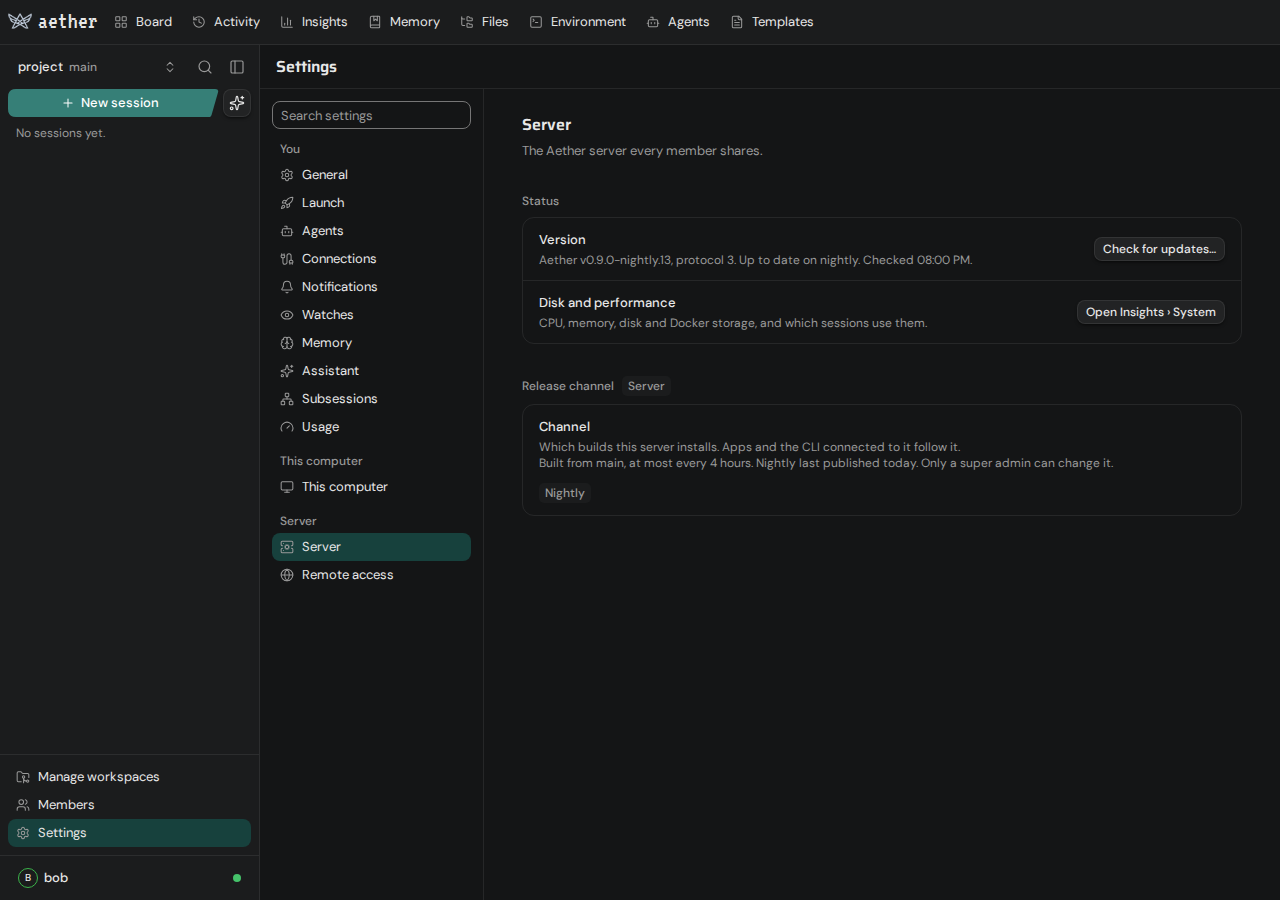 aether
Board
Activity
Insights
Memory
Files
Environment
Agents
Templates
project main
New session
No sessions yet.
Manage workspaces
Members
Settings
B
bob
Settings
Search settings
You
General
Launch
Agents
Connections
Notifications
Watches
Memory
Assistant
Subsessions
Usage
This computer
This computer
Server
Server
Remote access
Server
The Aether server every member shares.
Status
Version
Aether v0.9.0-nightly.13, protocol 3. Up to date on nightly. Checked 08:00 PM.
Check for updates…
Disk and performance
CPU, memory, disk and Docker storage, and which sessions use them.
Open Insights › System
Release channel Server
Channel
Which builds this server installs. Apps and the CLI connected to it follow it.
Built from main, at most every 4 hours. Nightly last published today. Only a super admin can change it.
Nightly